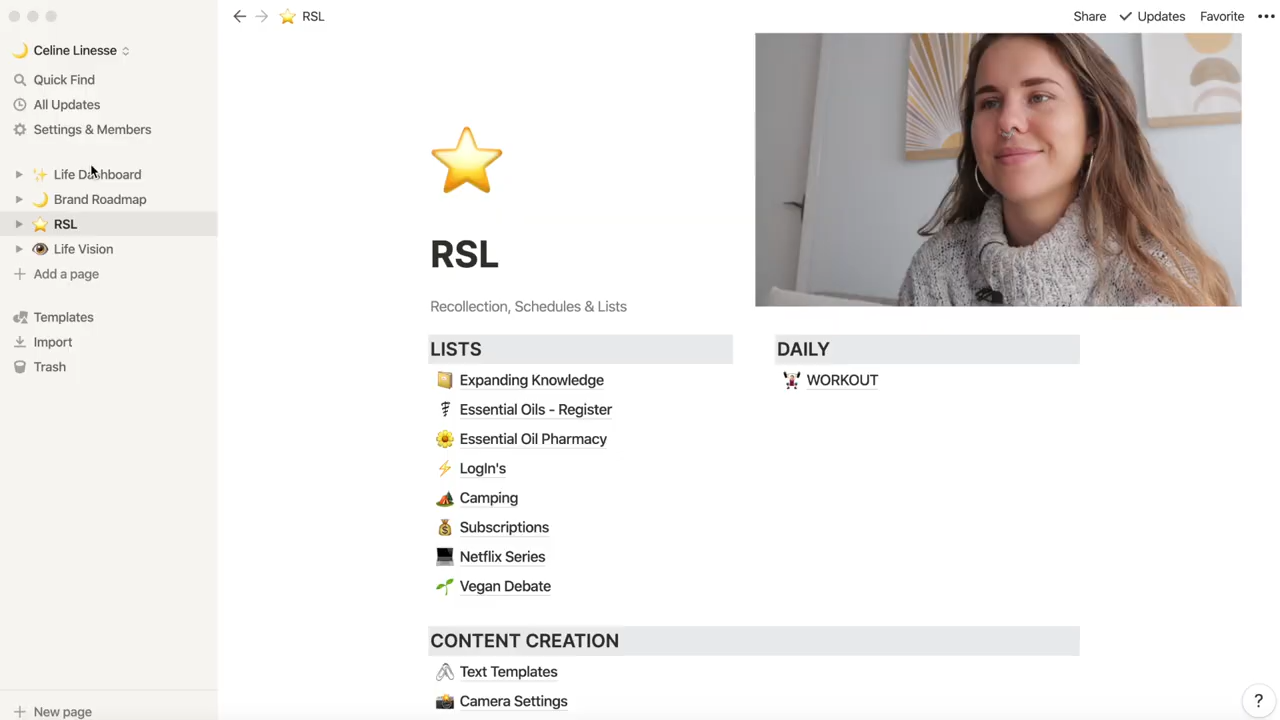 RSL
Share
Updates
Favorite
Celine Linesse
Quick Find
All Updates
Settings & Members
Life Dashboard
Brand Roadmap
RSL
Life Vision
Add a page
Templates
Import
Trash
New page
RSL
Recollection, Schedules & Lists
LISTS
Expanding Knowledge
Essential Oils - Register
Essential Oil Pharmacy
LogIn's
Camping
Subscriptions
Netflix Series
Vegan Debate
DAILY
WORKOUT
CONTENT CREATION
Text Templates
Camera Settings
?